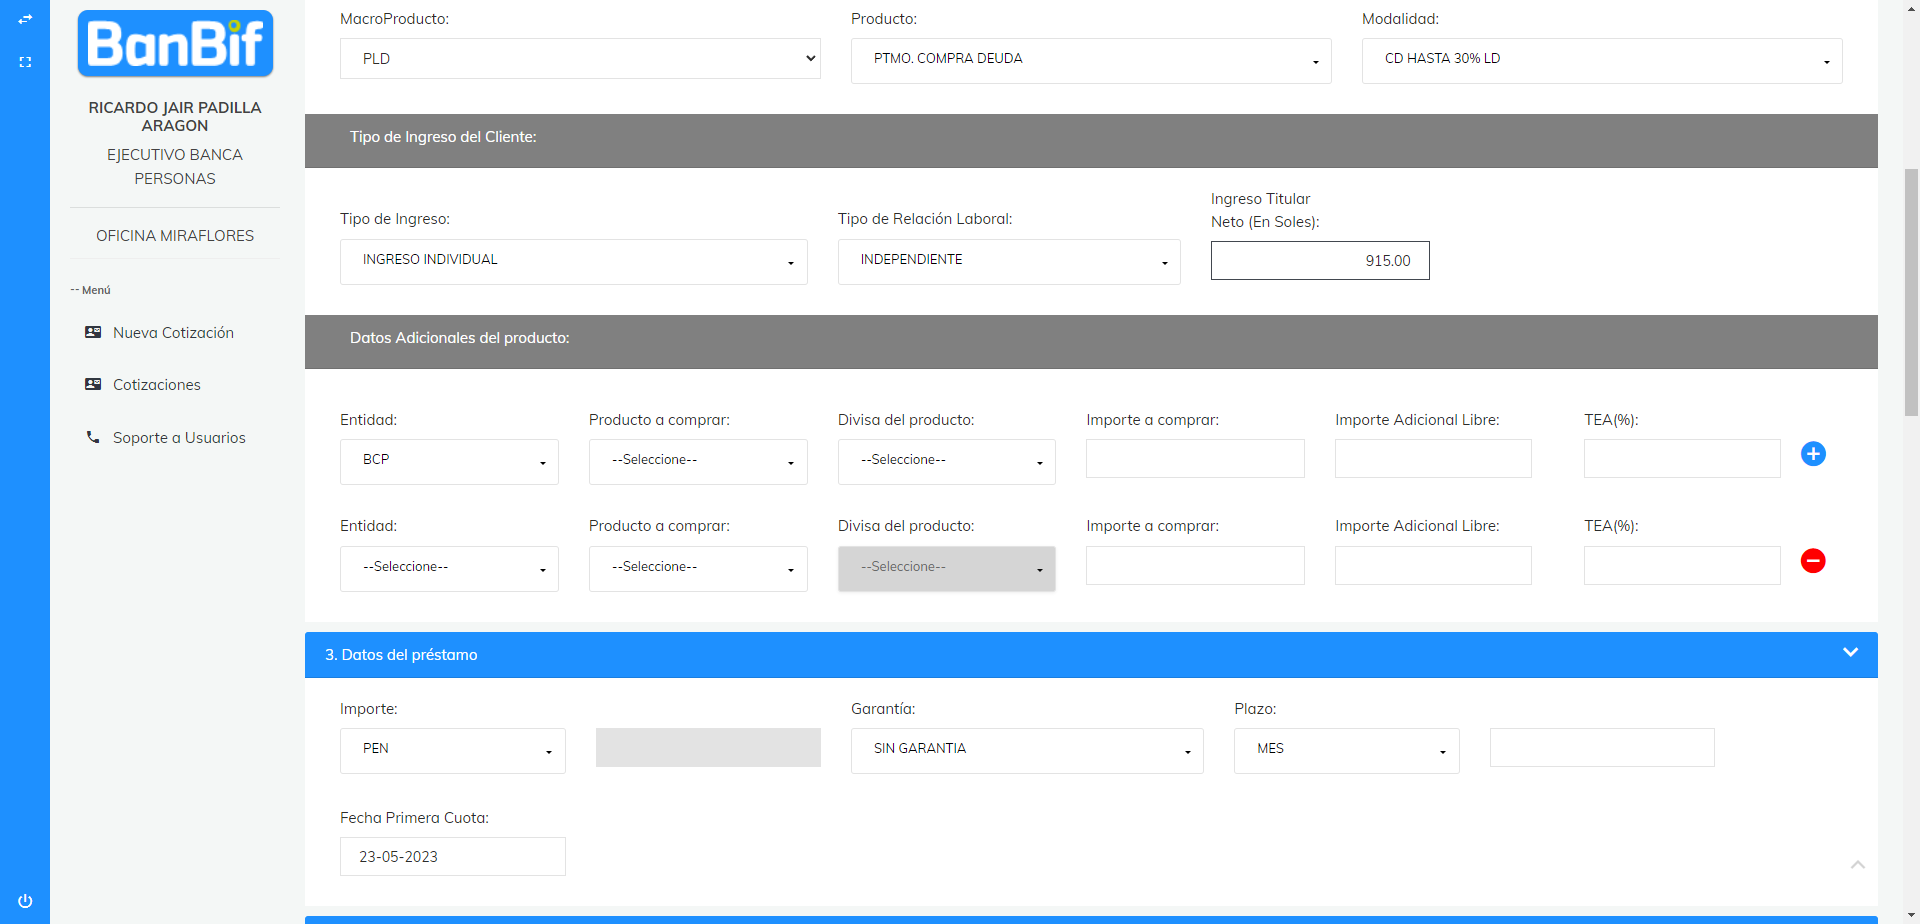 BanBif
RICARDO JAIR PADILLA
ARAGON
EJECUTIVO BANCA
PERSONAS
OFICINA MIRAFLORES
-- Menú
Nueva Cotización
Cotizaciones
Soporte a Usuarios
MacroProducto: Producto: Modalidad:
PLD PTMO. COMPRA DEUDA CD HASTA 30% LD
Tipo de Ingreso del Cliente:
Tipo de Ingreso: Tipo de Relación Laboral: Ingreso Titular
Neto (En Soles):
INGRESO INDIVIDUAL INDEPENDIENTE 915.00
Datos Adicionales del producto:
Entidad: Producto a comprar: Divisa del producto: Importe a comprar: Importe Adicional Libre: TEA(%):
BCP --Seleccione-- --Seleccione--
Entidad: Producto a comprar: Divisa del producto: Importe a comprar: Importe Adicional Libre: TEA(%):
--Seleccione-- --Seleccione-- --Seleccione--
3. Datos del préstamo
Importe: Garantía: Plazo:
PEN SIN GARANTIA MES
Fecha Primera Cuota:
23-05-2023